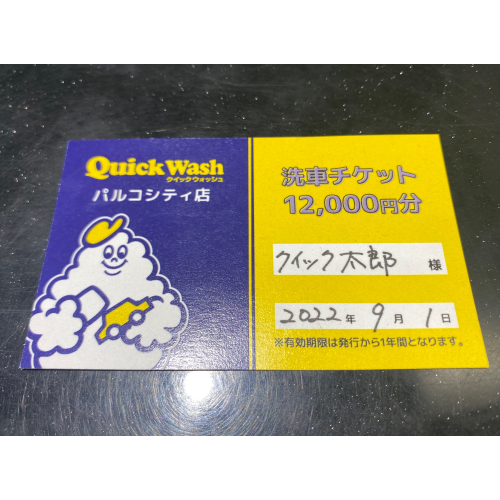 Quick Wash
クイックウォッシュ
パルコシティ店
洗車チケット
12,000円分
クイック太郎 様
2022年 9月 1日
※有効期限は発行から1年間となります。